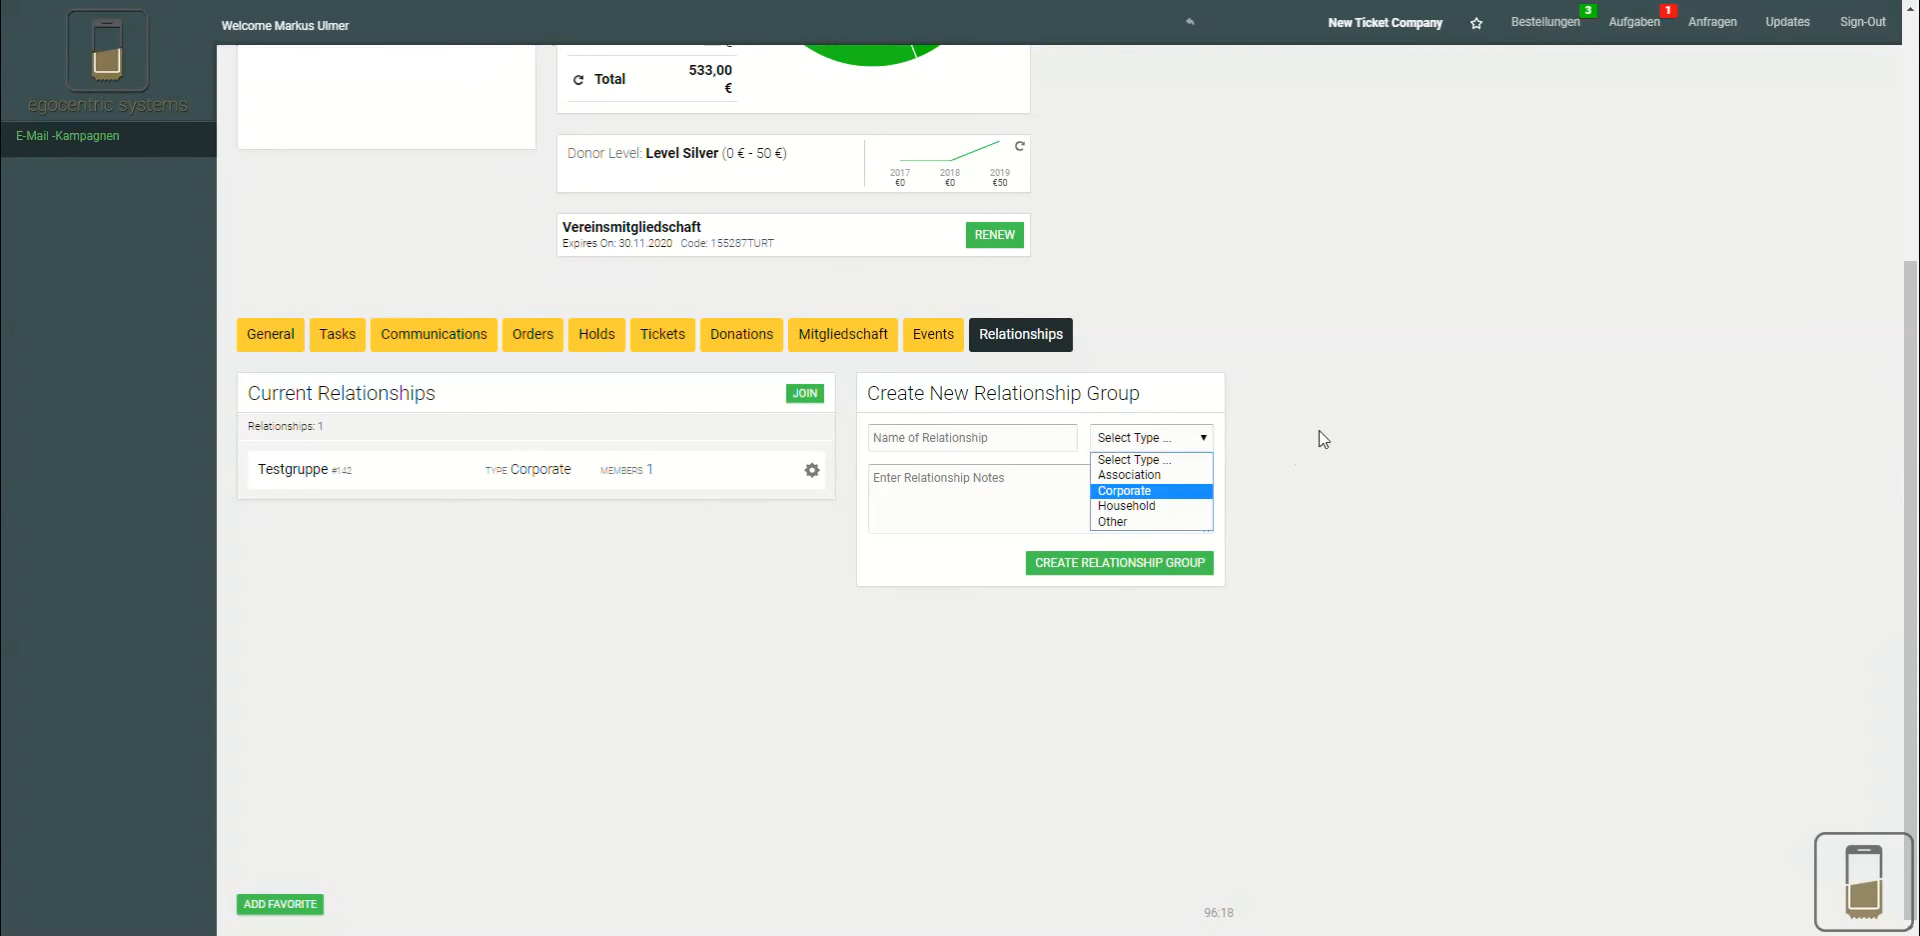 egocentric systems
E-Mail -Kampagnen
Welcome Markus Ulmer
New Ticket Company
Bestellungen 3
Aufgaben 1
Anfragen
Updates
Sign-Out
Total 533,00
€
Donor Level: Level Silver (0 € - 50 €)
2017 2018 2019
€0 €0 €50
Vereinsmitgliedschaft
Expires On: 30.11.2020 Code: 155287TURT
RENEW
General Tasks Communications Orders Holds Tickets Donations Mitgliedschaft Events Relationships
Current Relationships
JOIN
Relationships: 1
Testgruppe #142 TYPE Corporate MEMBERS 1
Create New Relationship Group
Name of Relationship
Select Type ...
Select Type ...
Association
Corporate
Household
Other
Enter Relationship Notes
CREATE RELATIONSHIP GROUP
ADD FAVORITE
96:18